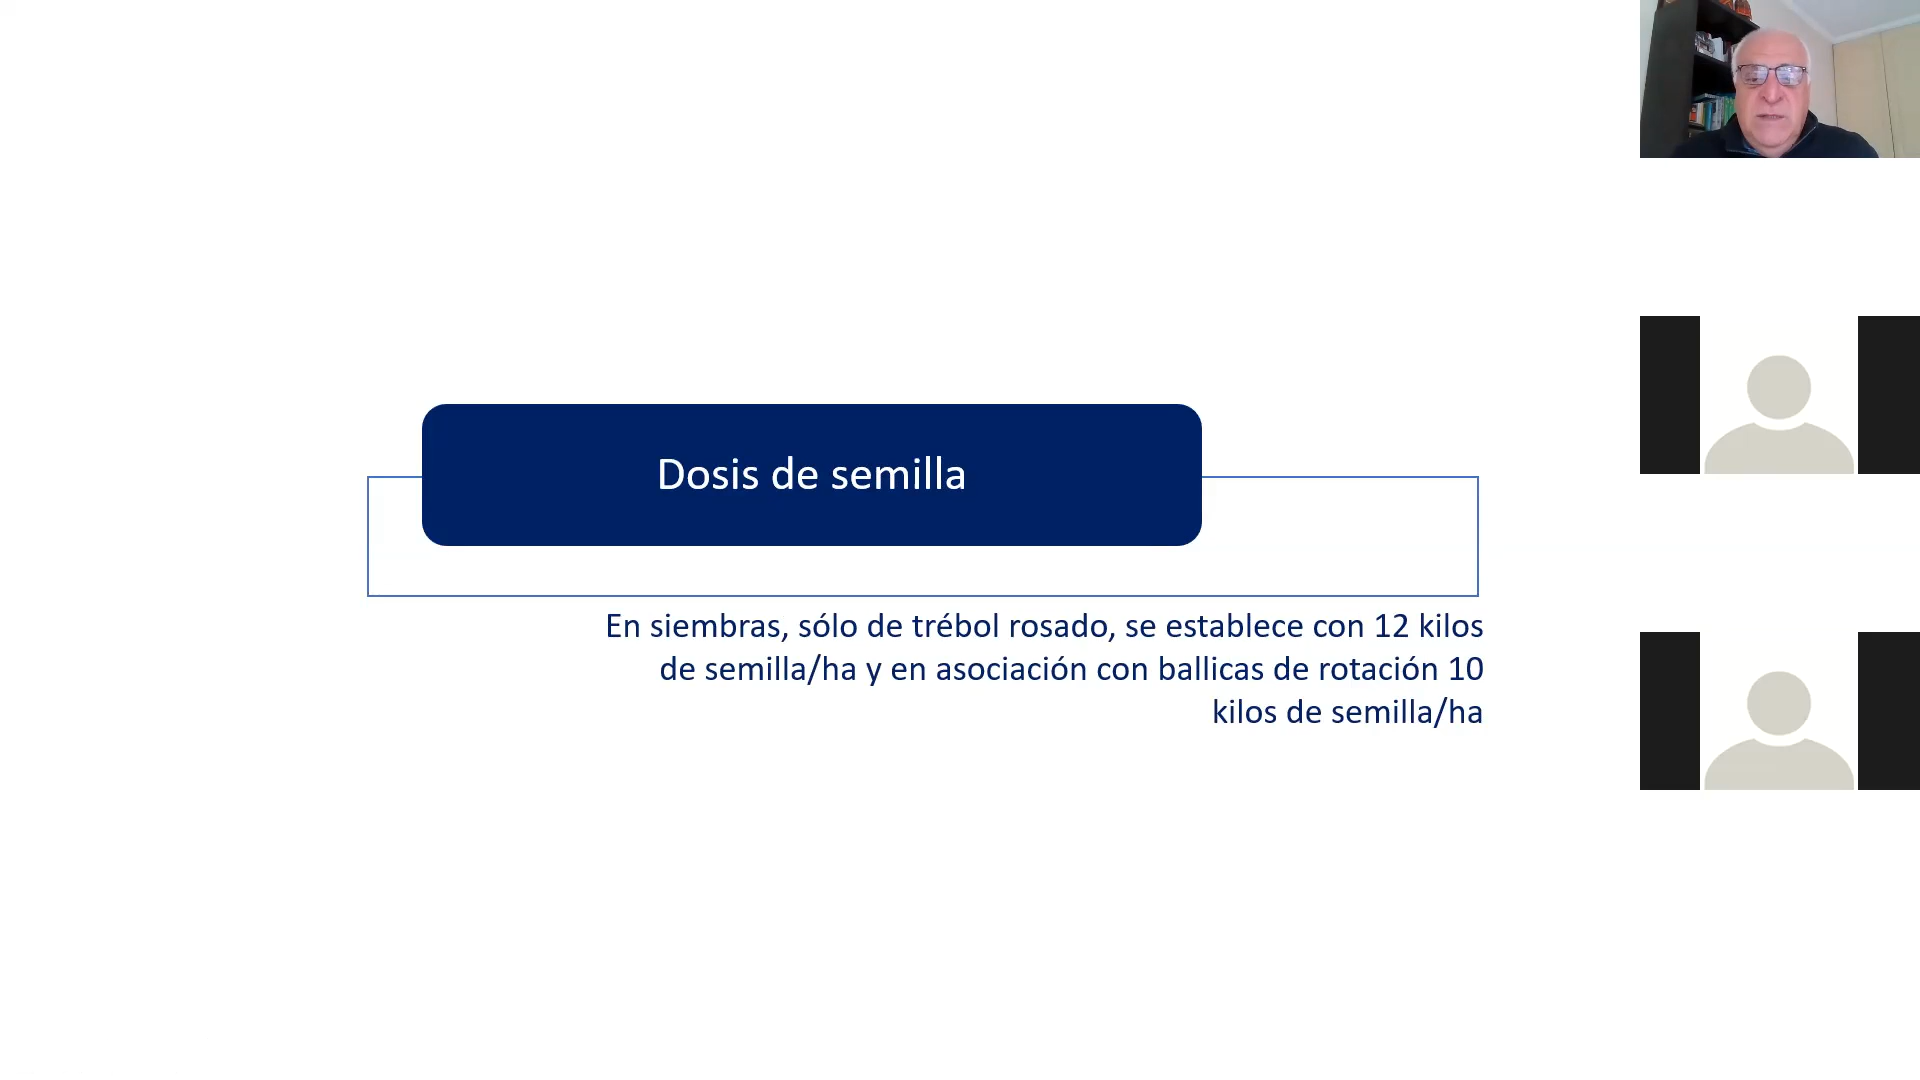 Dosis de semilla
En siembras, sólo de trébol rosado, se establece con 12 kilos
de semilla/ha y en asociación con ballicas de rotación 10
kilos de semilla/ha